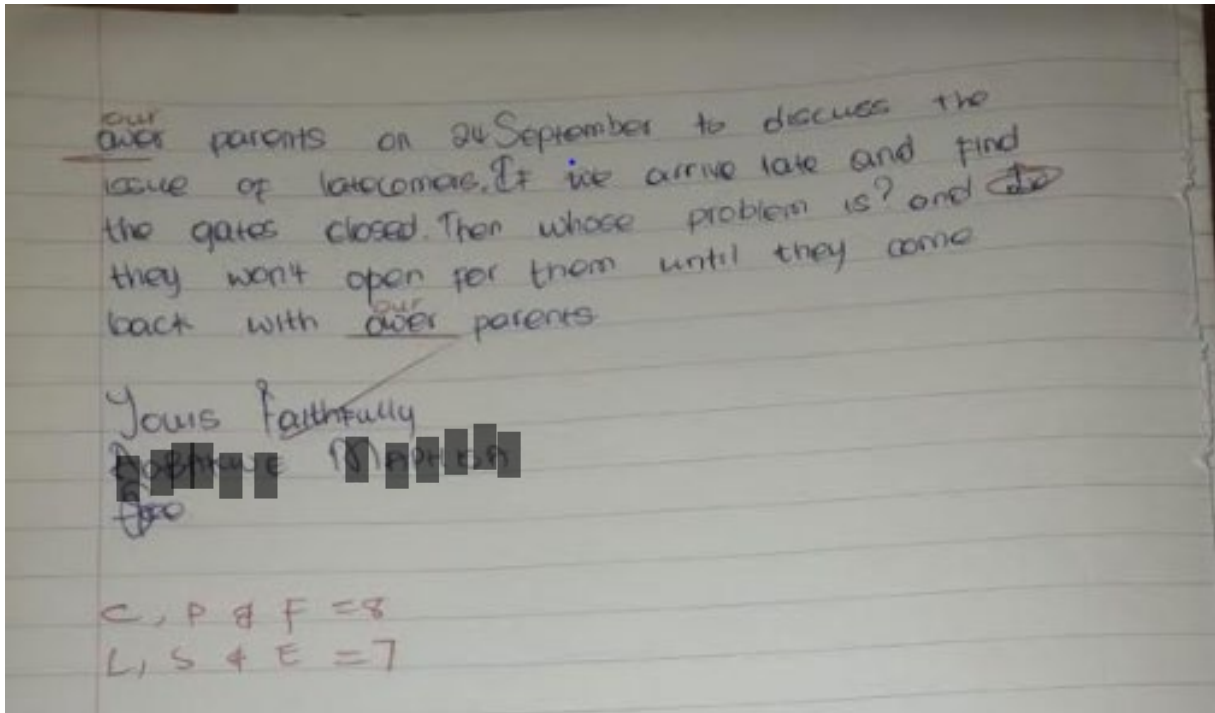 our
ower parents on 24 September to discuss the
issue of latecomers. If we arrive late and find
the gates closed. Then whose problem is? and
they won't open for them until they come
our
back with ower parents
Yours Faithfully
C, P & F = 8
L, S & E = 7